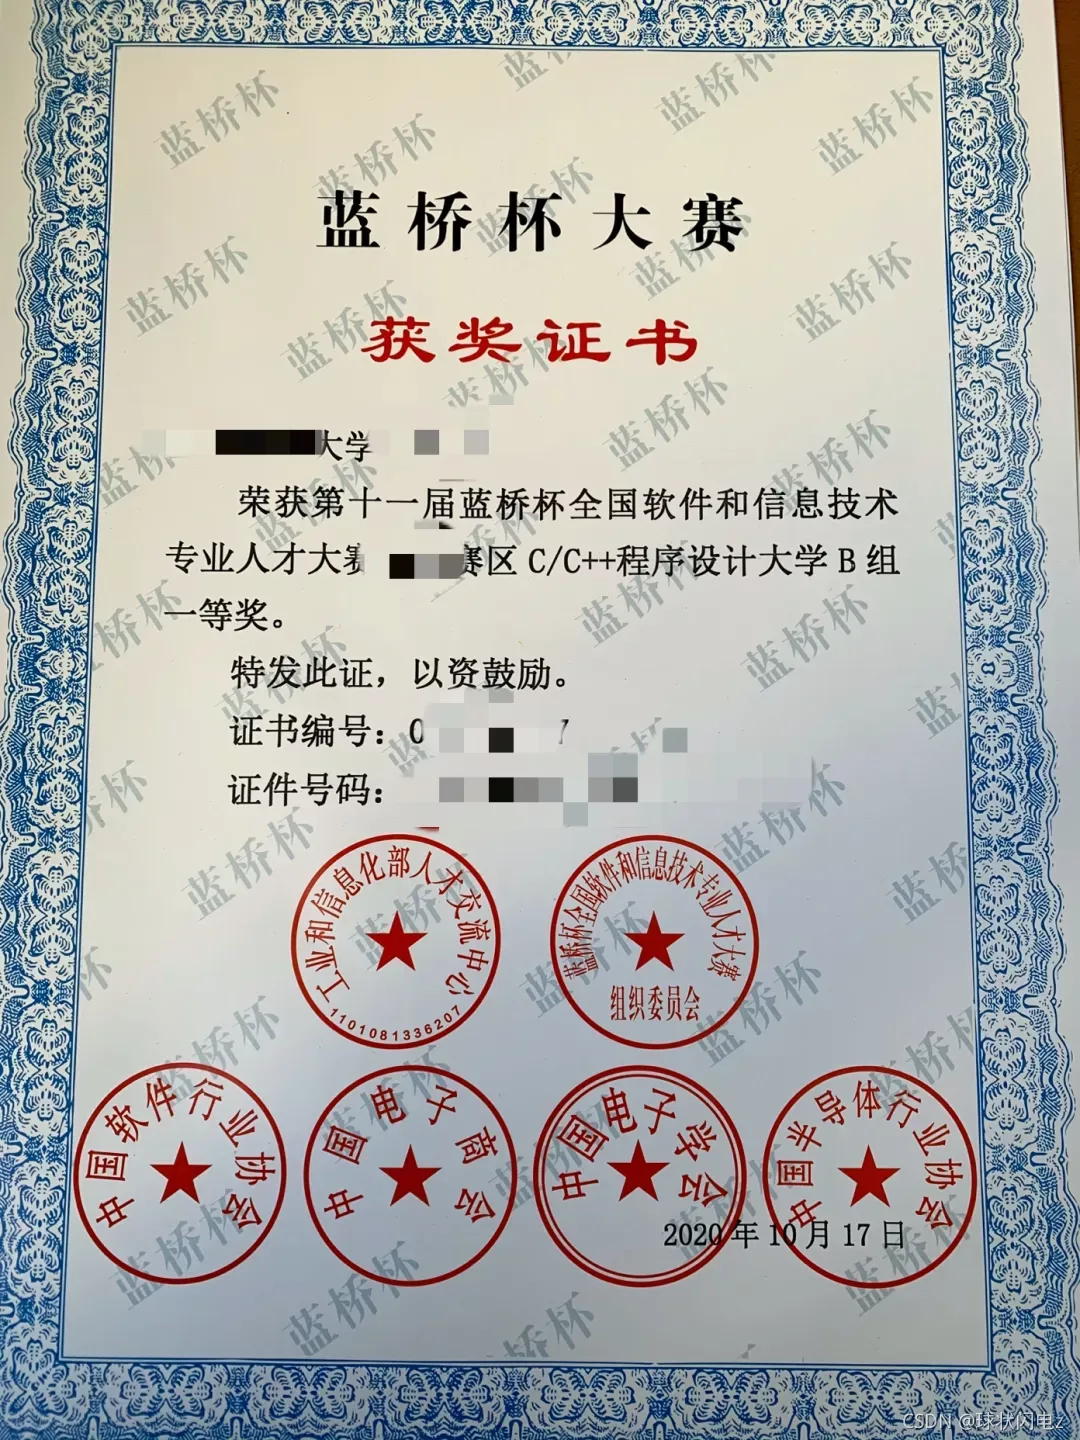 蓝桥杯大赛
获奖证书
大学
荣获第十一届蓝桥杯全国软件和信息技术
专业人才大赛 赛区 C/C++程序设计大学 B 组
一等奖。
特发此证，以资鼓励。
证书编号：0 7
证件号码：
工业和信息化部人才交流中心
1101081336207
蓝桥杯全国软件和信息技术专业人才大赛
组织委员会
中国软件行业协会
中国电子商会
中国电子学会
中国半导体行业协会
2020 年 10 月 17 日
CSDN @球状闪电z